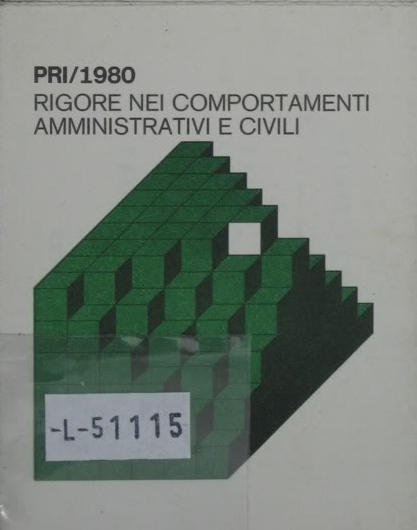 PRI/1980
RIGORE NEI COMPORTAMENTI
AMMINISTRATIVI E CIVILI
-L-51115